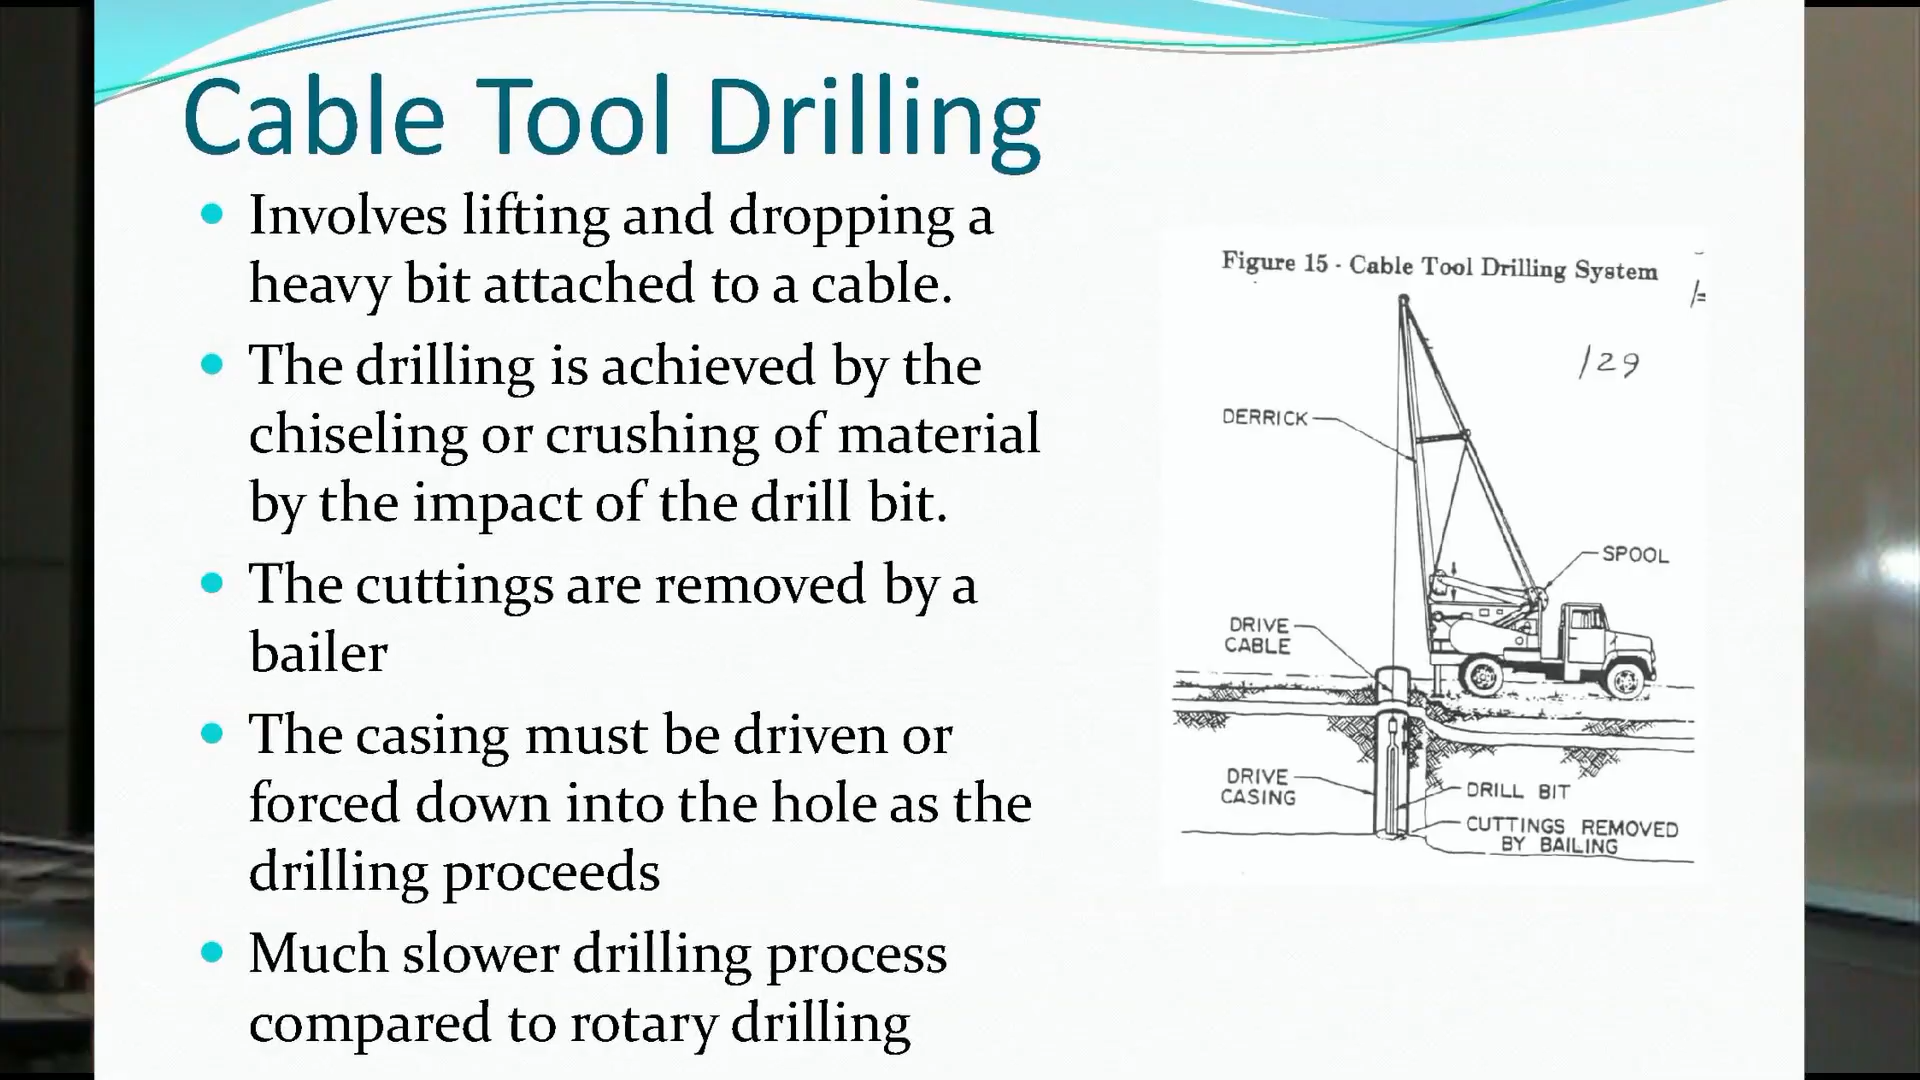 Cable Tool Drilling
Involves lifting and dropping a
heavy bit attached to a cable.
The drilling is achieved by the
chiseling or crushing of material
by the impact of the drill bit.
The cuttings are removed by a
bailer
The casing must be driven or
forced down into the hole as the
drilling proceeds
Much slower drilling process
compared to rotary drilling
Figure 15 - Cable Tool Drilling System
129
DERRICK
SPOOL
DRIVE
CABLE
DRIVE
CASING
DRILL BIT
CUTTINGS REMOVED
BY BAILING